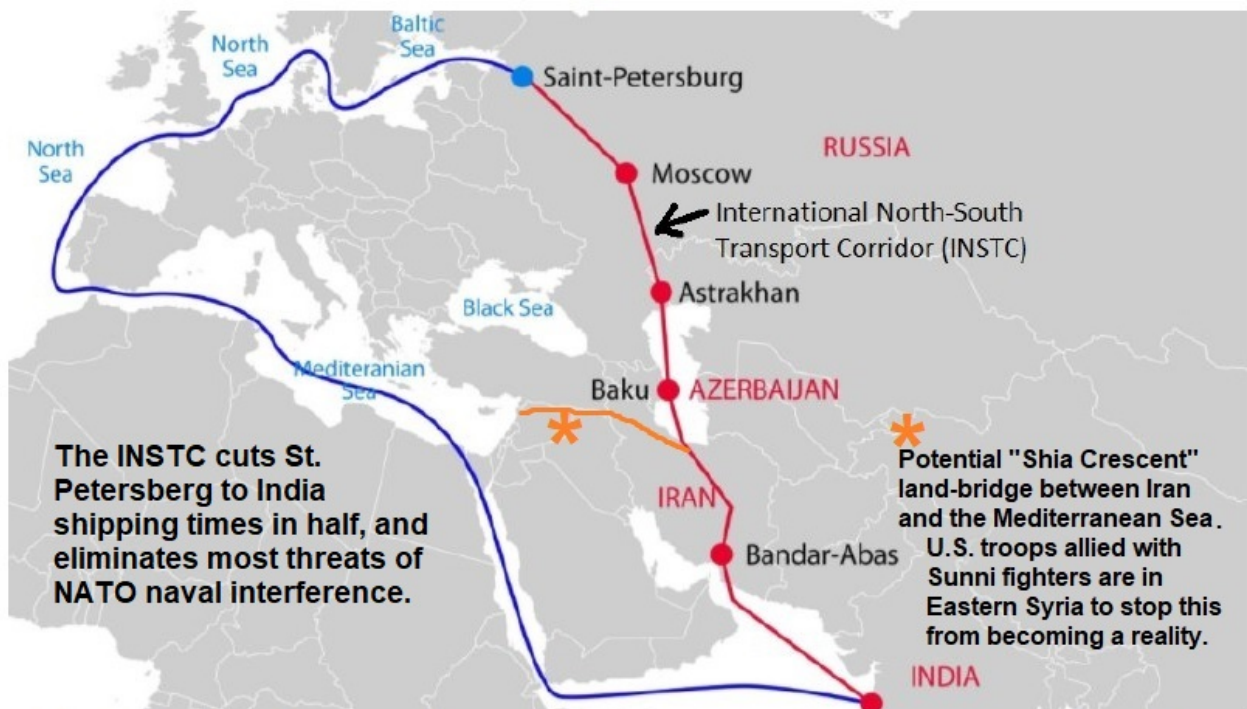 North
Sea
Baltic
Sea
Saint-Petersburg
North
Sea
RUSSIA
Moscow
International North-South
Transport Corridor (INSTC)
Astrakhan
Black Sea
Mediteranian
Sea
Baku
AZERBAIJAN
*
*
The INSTC cuts St.
Petersberg to India
shipping times in half, and
eliminates most threats of
NATO naval interference.
IRAN
Bandar-Abas
Potential "Shia Crescent"
land-bridge between Iran
and the Mediterranean Sea.
U.S. troops allied with
Sunni fighters are in
Eastern Syria to stop this
from becoming a reality.
INDIA